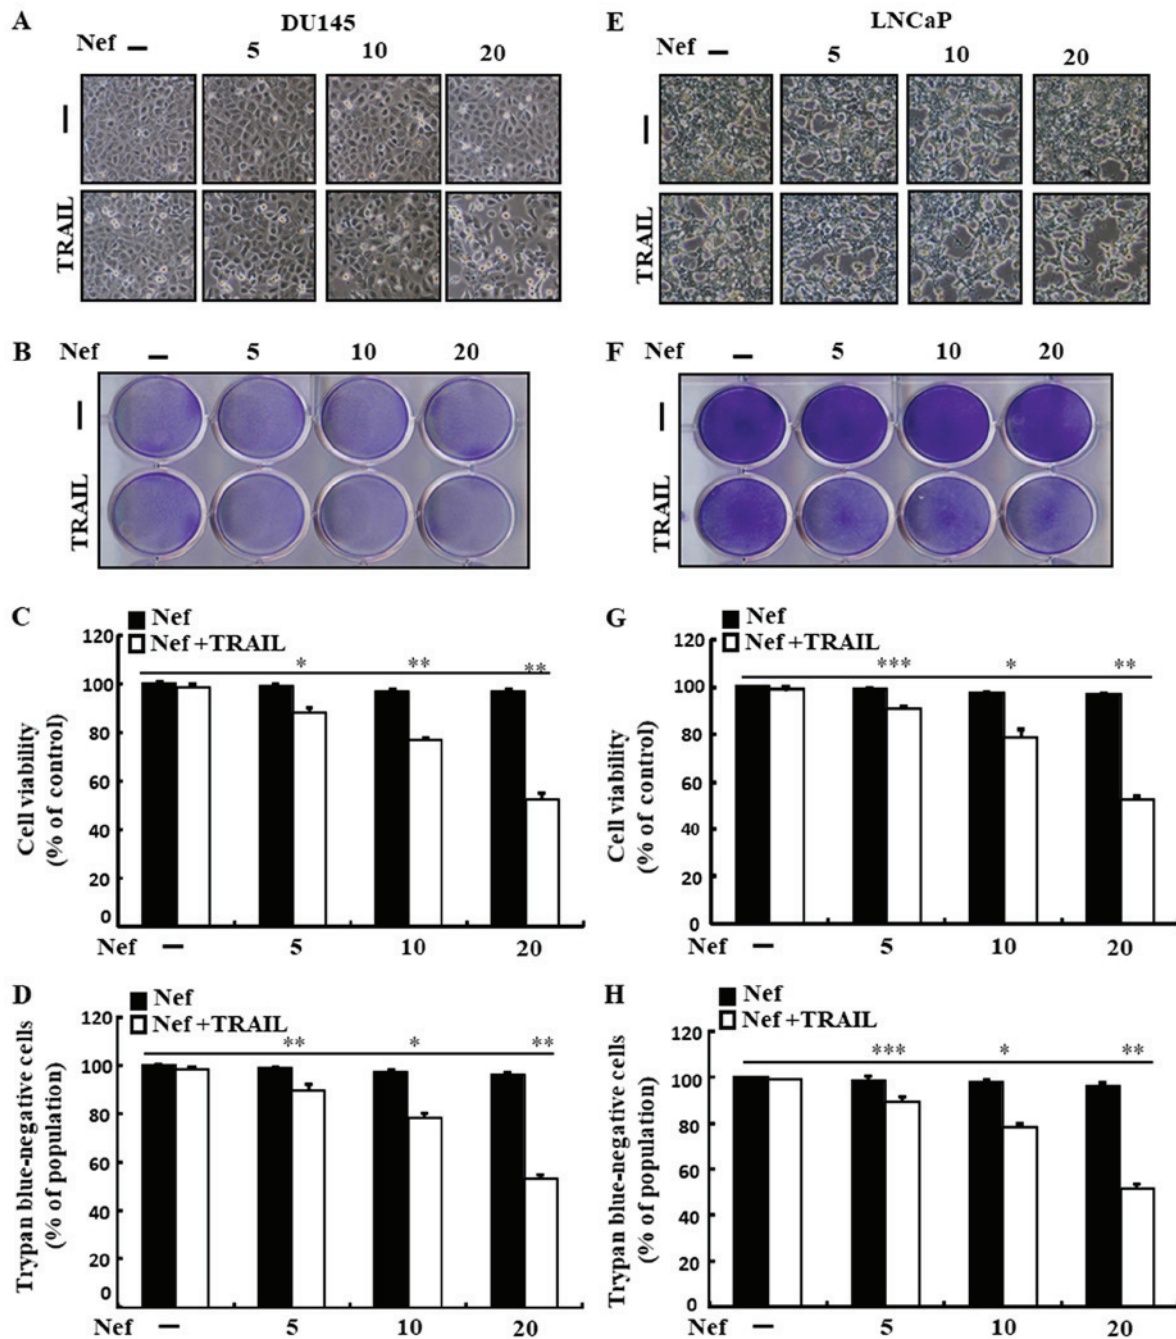 A
DU145
Nef — 5 10 20
—
TRAIL
E
LNCaP
Nef — 5 10 20
—
TRAIL
B
Nef — 5 10 20
—
TRAIL
F
Nef — 5 10 20
—
TRAIL
C
Nef
Nef +TRAIL
Cell viability
(% of control)
120
100
80
60
40
20
0
* ** **
Nef — 5 10 20
G
Nef
Nef +TRAIL
Cell viability
(% of control)
120
100
80
60
40
20
0
*** * **
Nef — 5 10 20
D
Nef
Nef +TRAIL
Trypan blue-negative cells
(% of population)
120
100
80
60
40
20
0
** * **
Nef — 5 10 20
H
Nef
Nef +TRAIL
Trypan blue-negative cells
(% of population)
120
100
80
60
40
20
0
*** * **
Nef — 5 10 20